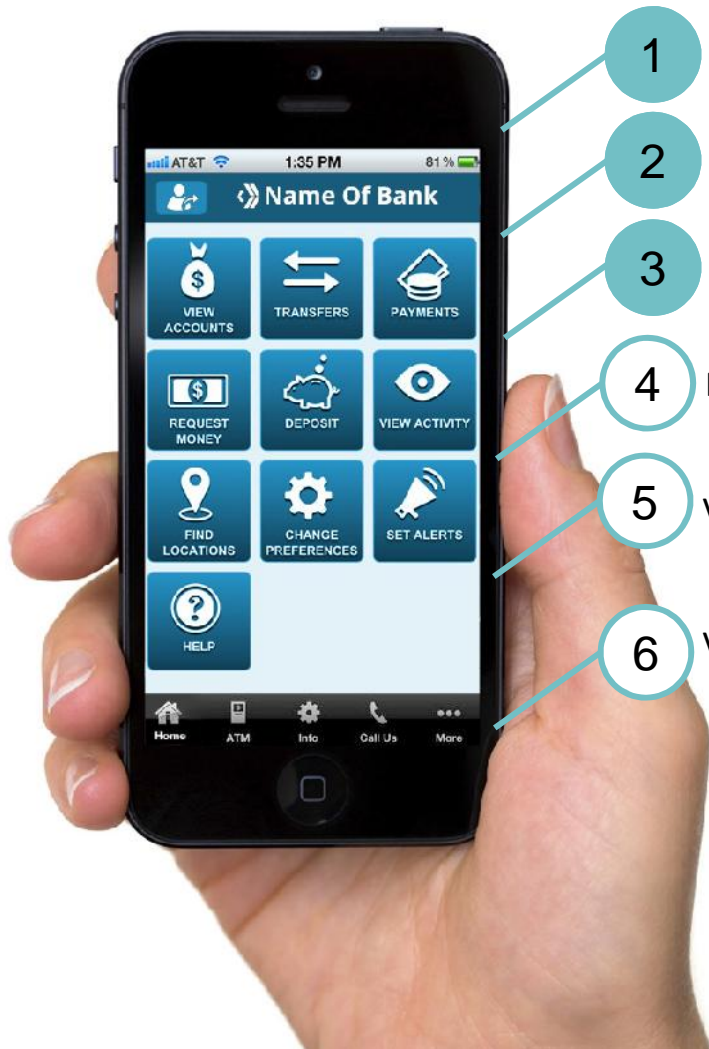 1
AT&T 1:35 PM 81%
2
Name Of Bank
3
VIEW ACCOUNTS
TRANSFERS
PAYMENTS
4
REQUEST MONEY
DEPOSIT
VIEW ACTIVITY
5
FIND LOCATIONS
CHANGE PREFERENCES
SET ALERTS
6
HELP
Home ATM Info Call Us More